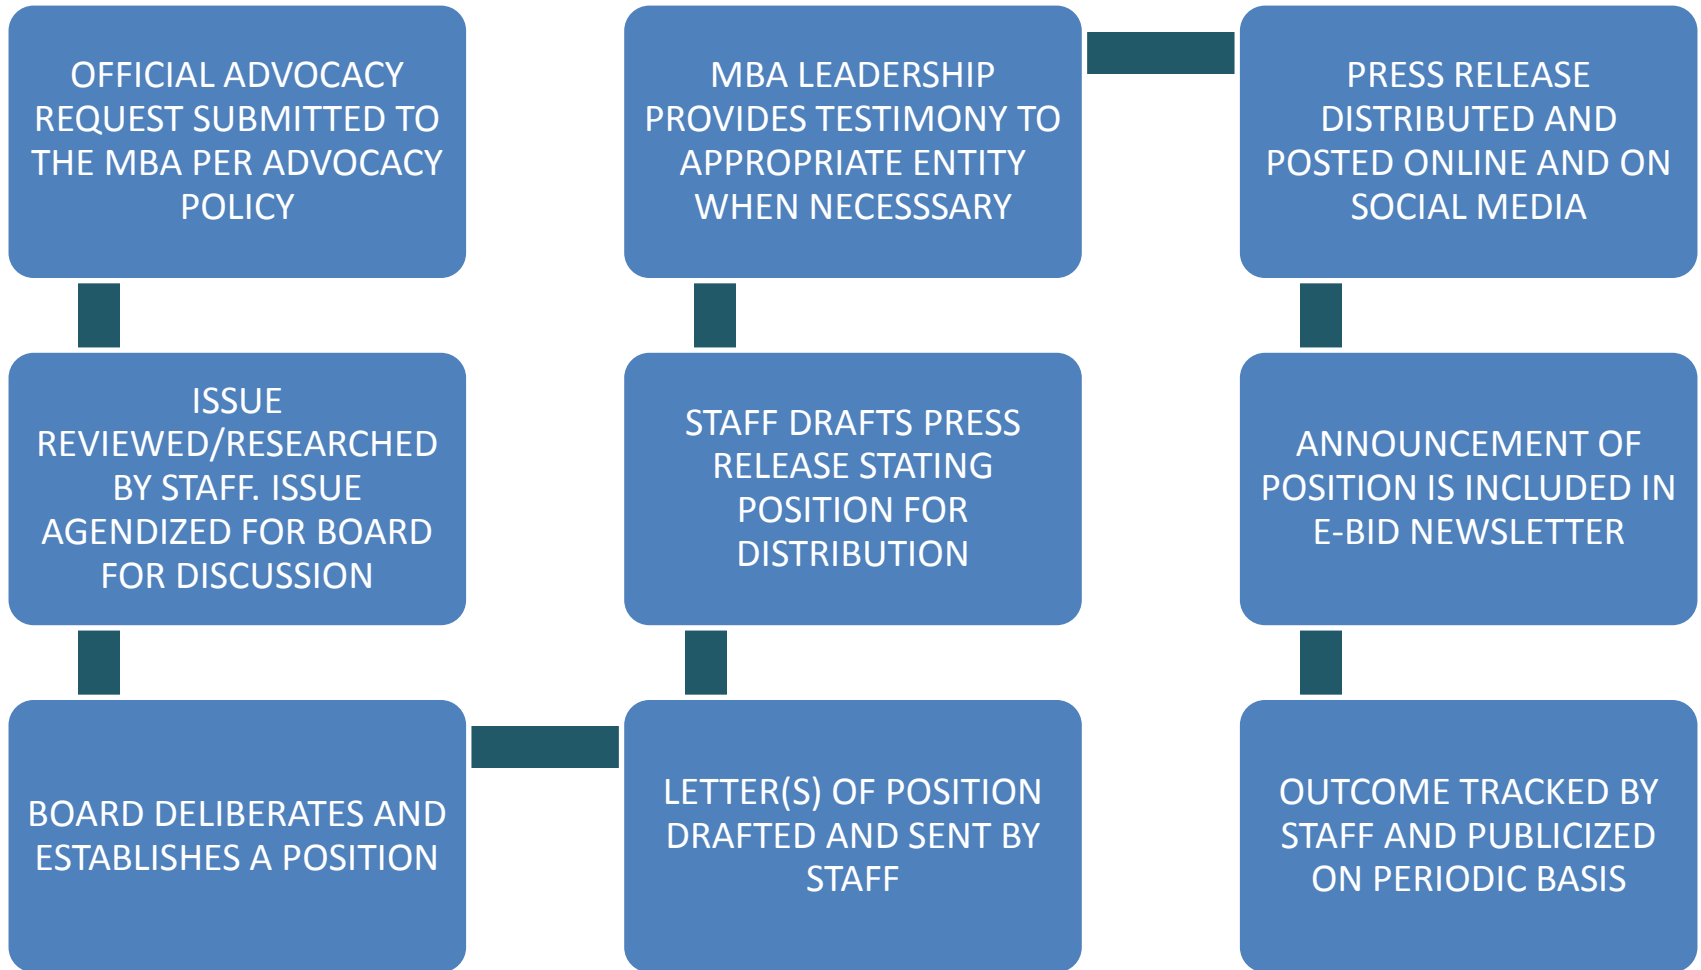 OFFICIAL ADVOCACY
REQUEST SUBMITTED TO
THE MBA PER ADVOCACY
POLICY
ISSUE
REVIEWED/RESEARCHED
BY STAFF. ISSUE
AGENDIZED FOR BOARD
FOR DISCUSSION
BOARD DELIBERATES AND
ESTABLISHES A POSITION
LETTER(S) OF POSITION
DRAFTED AND SENT BY
STAFF
STAFF DRAFTS PRESS
RELEASE STATING
POSITION FOR
DISTRIBUTION
MBA LEADERSHIP
PROVIDES TESTIMONY TO
APPROPRIATE ENTITY
WHEN NECESSSARY
PRESS RELEASE
DISTRIBUTED AND
POSTED ONLINE AND ON
SOCIAL MEDIA
ANNOUNCEMENT OF
POSITION IS INCLUDED IN
E-BID NEWSLETTER
OUTCOME TRACKED BY
STAFF AND PUBLICIZED
ON PERIODIC BASIS